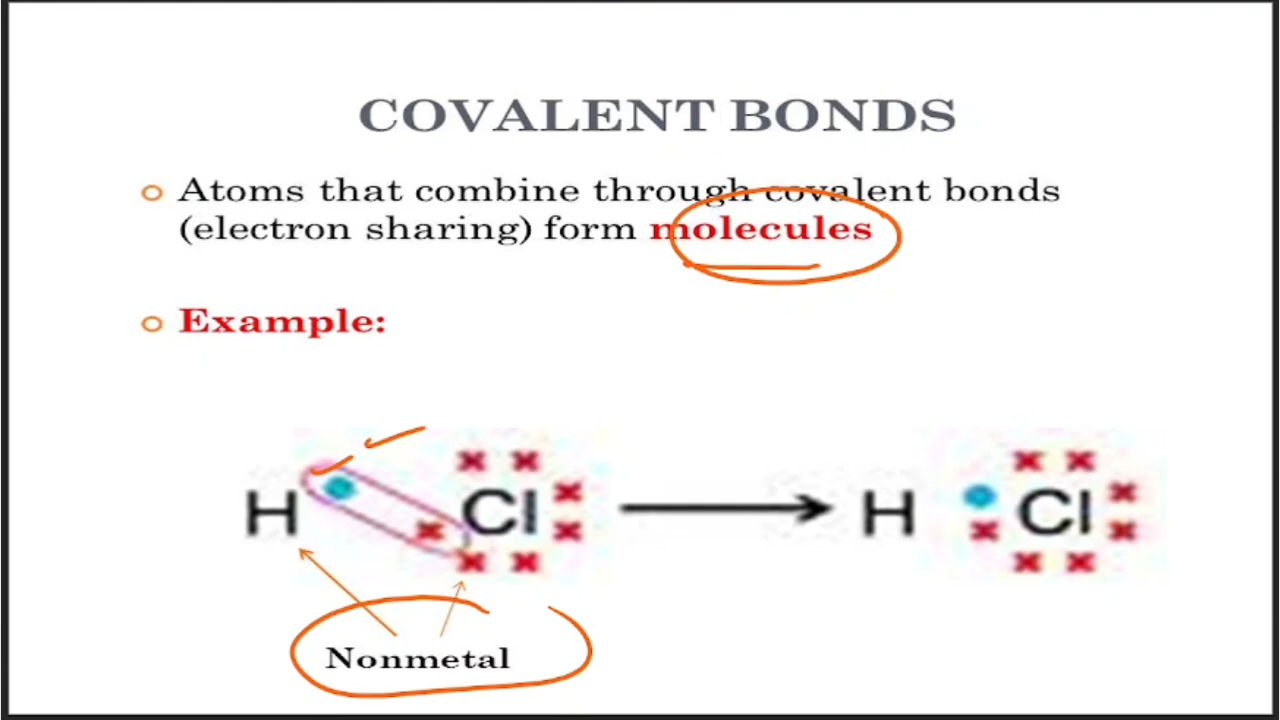 COVALENT BONDS
Atoms that combine through covalent bonds
(electron sharing) form molecules
Example:
H Cl H Cl
Nonmetal